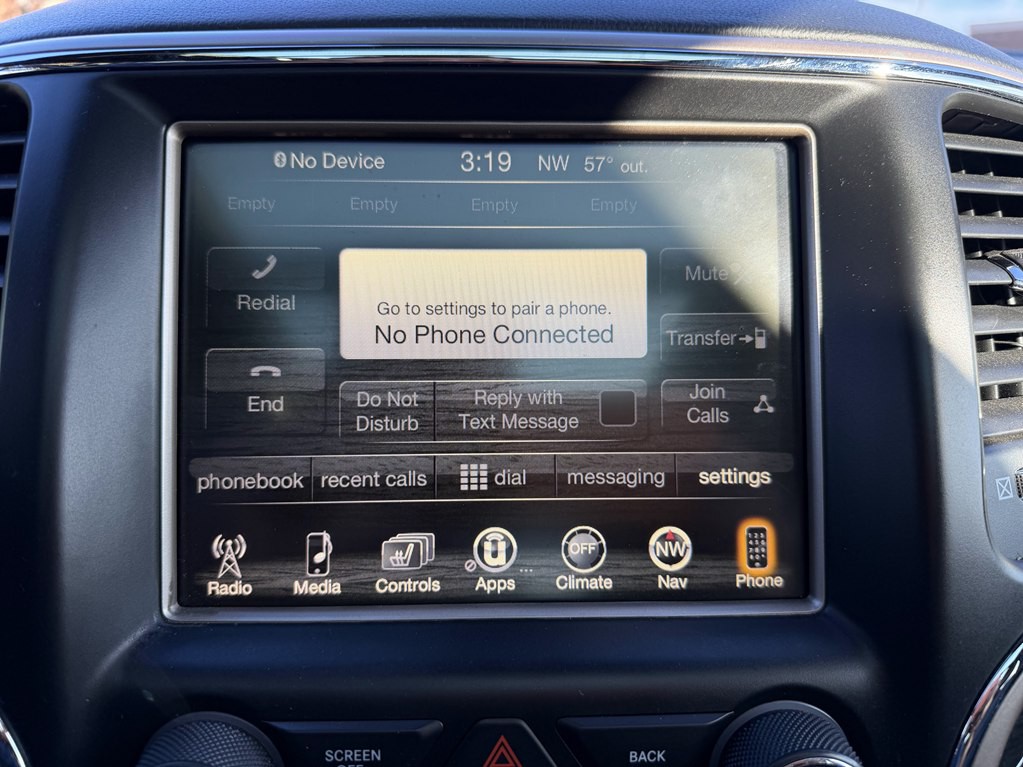 No Device 3:19 NW 57° out.
Empty Empty Empty Empty
Redial
Go to settings to pair a phone.
No Phone Connected
Mute
Transfer
End
Do Not
Disturb
Reply with
Text Message
Join
Calls
phonebook recent calls dial messaging settings
OFF NW
Radio Media Controls Apps ... Climate Nav Phone
SCREEN
OFF
BACK